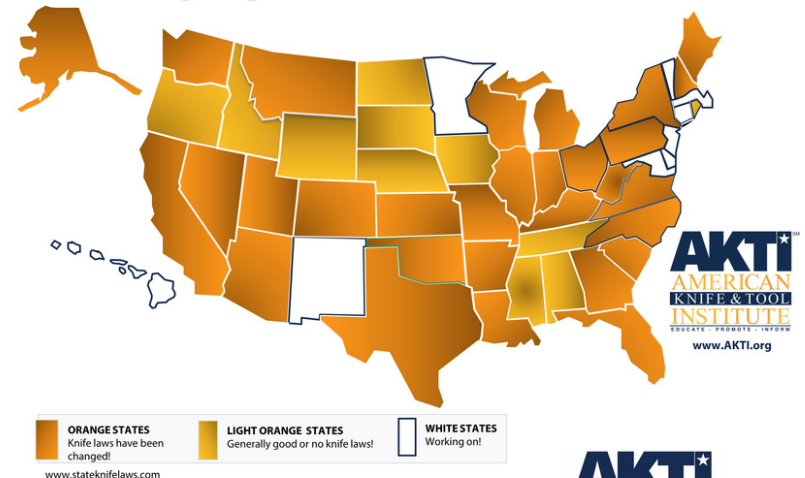 AKTI SM
AMERICAN
KNIFE & TOOL
INSTITUTE
EDUCATE - PROMOTE - INFORM
www.AKTI.org
ORANGE STATES
Knife laws have been
changed!
LIGHT ORANGE STATES
Generally good or no knife laws!
WHITE STATES
Working on!
www.stateknifelaws.com
AKTI